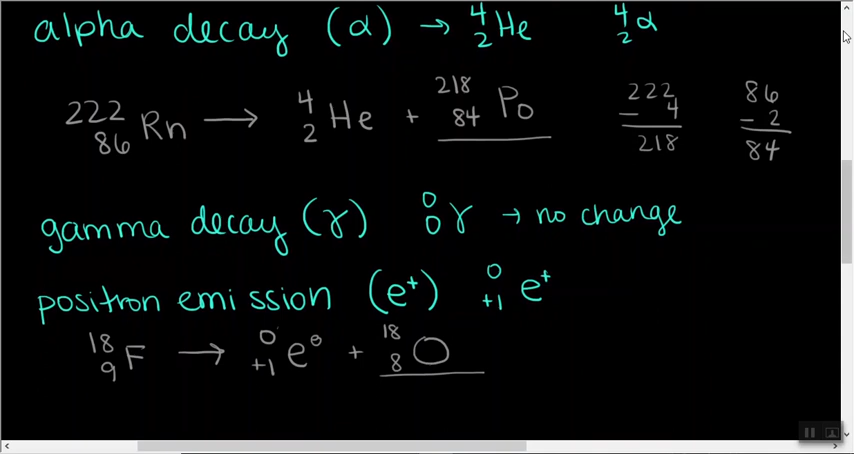 alpha decay (α) → ⁴₂He ⁴₂α
²²²₈₆Rn → ⁴₂He + ²¹⁸₈₄Po 222 - 4 218 86 - 2 84
gamma decay (γ) ⁰₀γ → no change
positron emission (e⁺) ⁰₊₁e⁺
¹⁸₉F → ⁰₊₁e + ¹⁸₈O